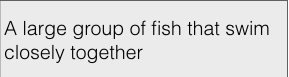 A large group of fish that swim
closely together